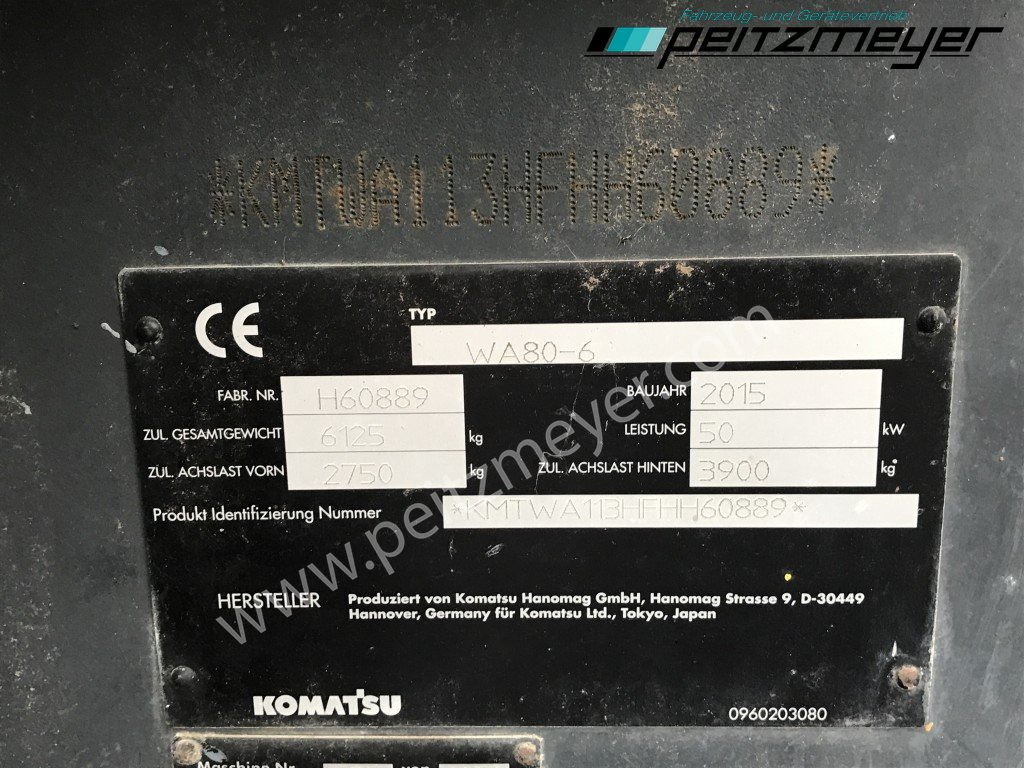 Fahrzeug- und Gerätevertrieb
peitzmeyer
*KMTWA113HFHH60889*
CE
TYP
WA80-6
FABR. NR. H60889 BAUJAHR 2015
ZUL. GESAMTGEWICHT 6125 kg LEISTUNG 50 kW
ZUL. ACHSLAST VORN 2750 kg ZUL. ACHSLAST HINTEN 3900 kg
Produkt Identifizierung Nummer *KMTWA113HFHH60889*
www.peitzmeyer.com
HERSTELLER Produziert von Komatsu Hanomag GmbH, Hanomag Strasse 9, D-30449
Hannover, Germany für Komatsu Ltd., Tokyo, Japan
KOMATSU
0960203080
Maschinn Nr. von